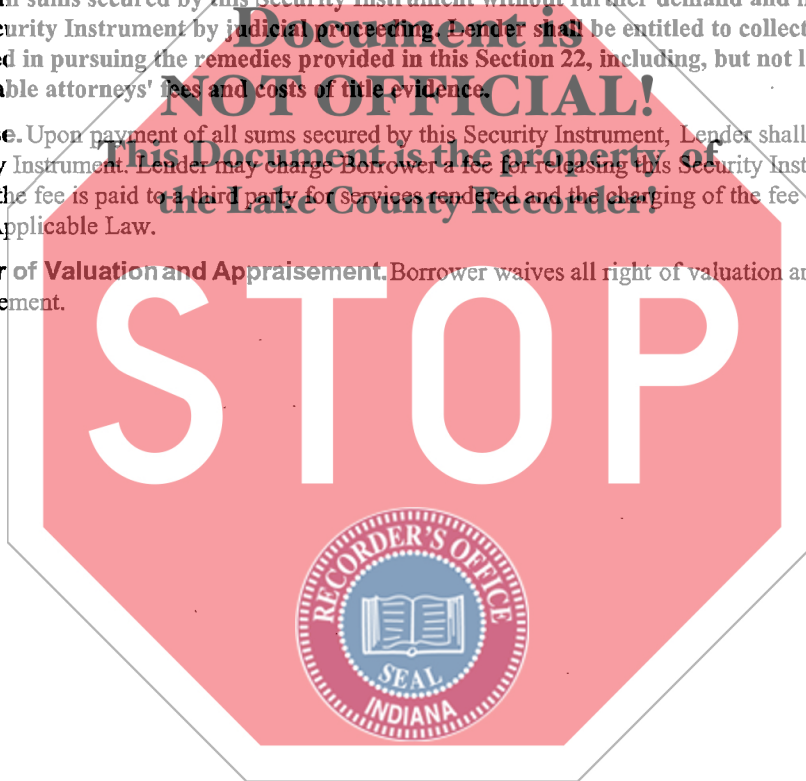 sums secured by this Security Instrument without further demand and
Document is
urity Instrument by judicial proceeding. Lender shall be entitled to collect
d in pursuing the remedies provided in this Section 22, including, but not l
ble attorneys' fees and costs of title evidence.
NOT OFFICIAL!
e. Upon payment of all sums secured by this Security Instrument, Lender shall
This Document is the property of
y Instrument. Lender may charge Borrower a fee for releasing this Security Inst
he fee is paid to a third party for services rendered and the charging of the fee
the Lake County Recorder!
pplicable Law.
r of Valuation and Appraisement. Borrower waives all right of valuation an
ement.
STOP
RECORDER'S OFFICE
SEAL
INDIANA